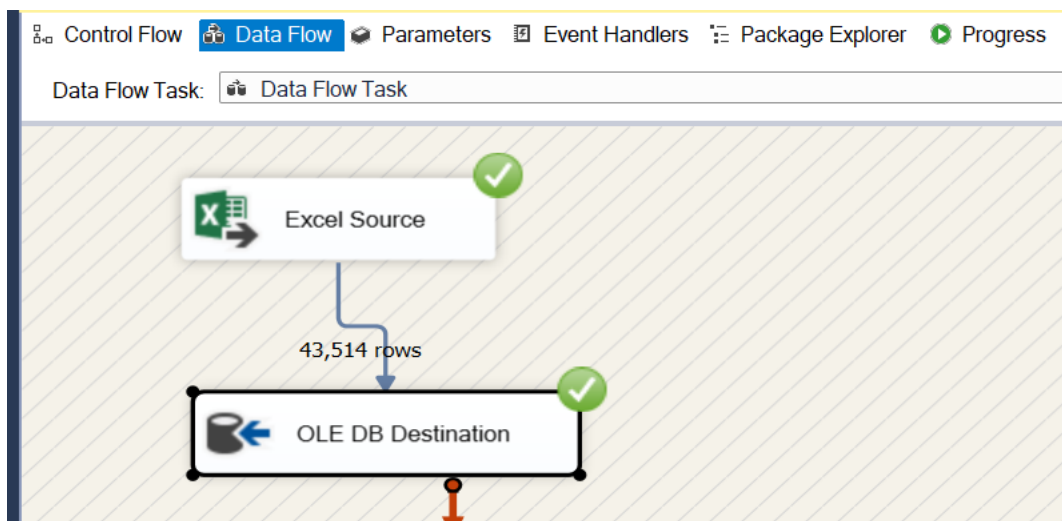 Control Flow Data Flow Parameters Event Handlers Package Explorer Progress
Data Flow Task: Data Flow Task
Excel Source
43,514 rows
OLE DB Destination